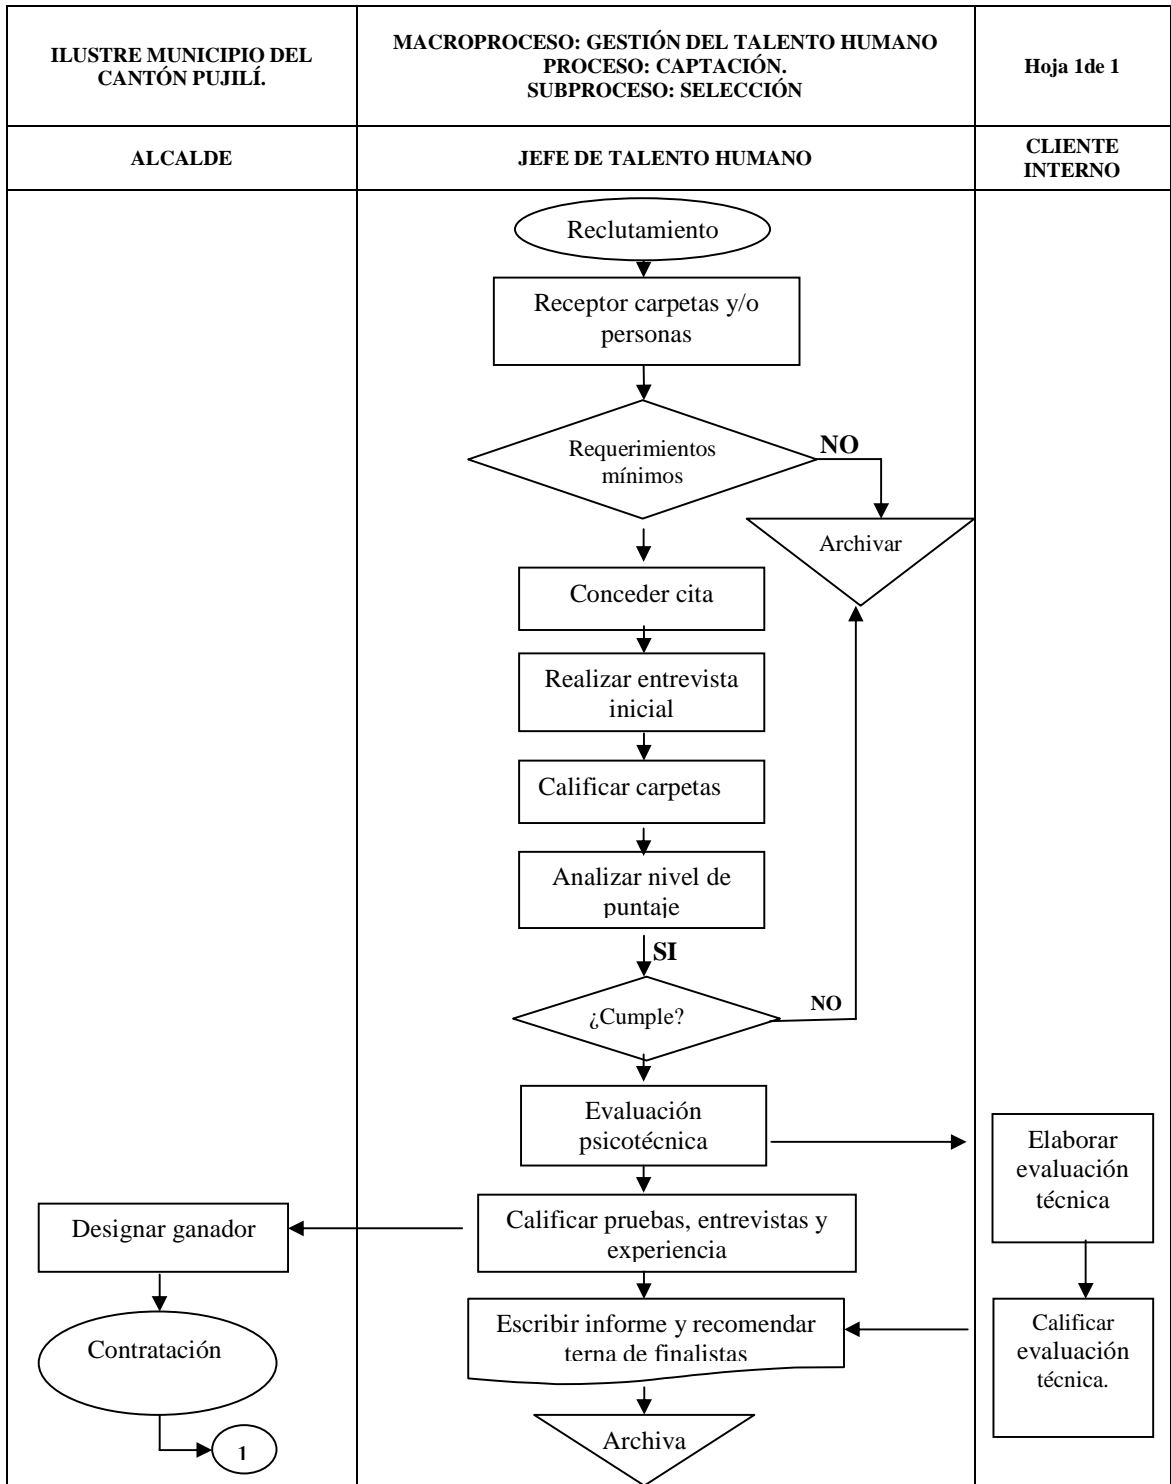 ILUSTRE MUNICIPIO DEL
CANTÓN PUJILÍ.
MACROPROCESO: GESTIÓN DEL TALENTO HUMANO
PROCESO: CAPTACIÓN.
SUBPROCESO: SELECCIÓN
Hoja 1de 1
ALCALDE
JEFE DE TALENTO HUMANO
CLIENTE
INTERNO
Reclutamiento
Receptor carpetas y/o
personas
Requerimientos
mínimos
NO
Archivar
Conceder cita
Realizar entrevista
inicial
Calificar carpetas
Analizar nivel de
puntaje
SI
¿Cumple?
NO
Evaluación
psicotécnica
Elaborar
evaluación
técnica
Designar ganador
Calificar pruebas, entrevistas y
experiencia
Contratación
Escribir informe y recomendar
terna de finalistas
Calificar
evaluación
técnica.
Archiva
1